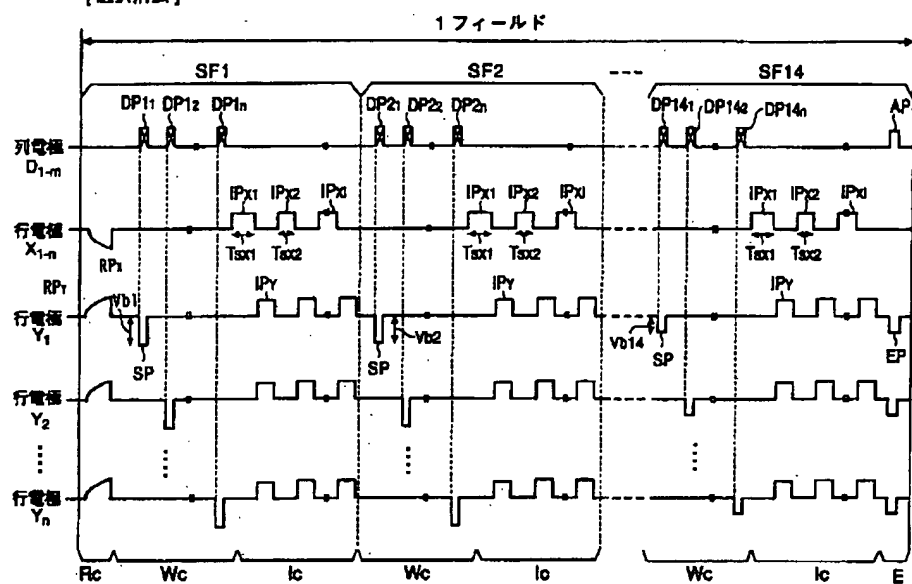 1 フィールド
SF1 SF2 SF14
DP1₁ DP1₂ DP1n DP2₁ DP2₂ DP2n DP14₁ DP14₂ DP14n AP
列電極
D1-m
IPx1 IPx2 IPxi IPx1 IPx2 IPxi IPx1 IPx2 IPxi
行電極
X1-n
RPx Tsx1 Tsx2 Tsx1 Tsx2 Tsx1 Tsx2
RPY Vb1 IPY IPY IPY
行電極
Y1
Vb2 Vb14
SP SP SP EP
行電極
Y2
行電極
Yn
Rc Wc Ic Wc Ic Wc Ic E